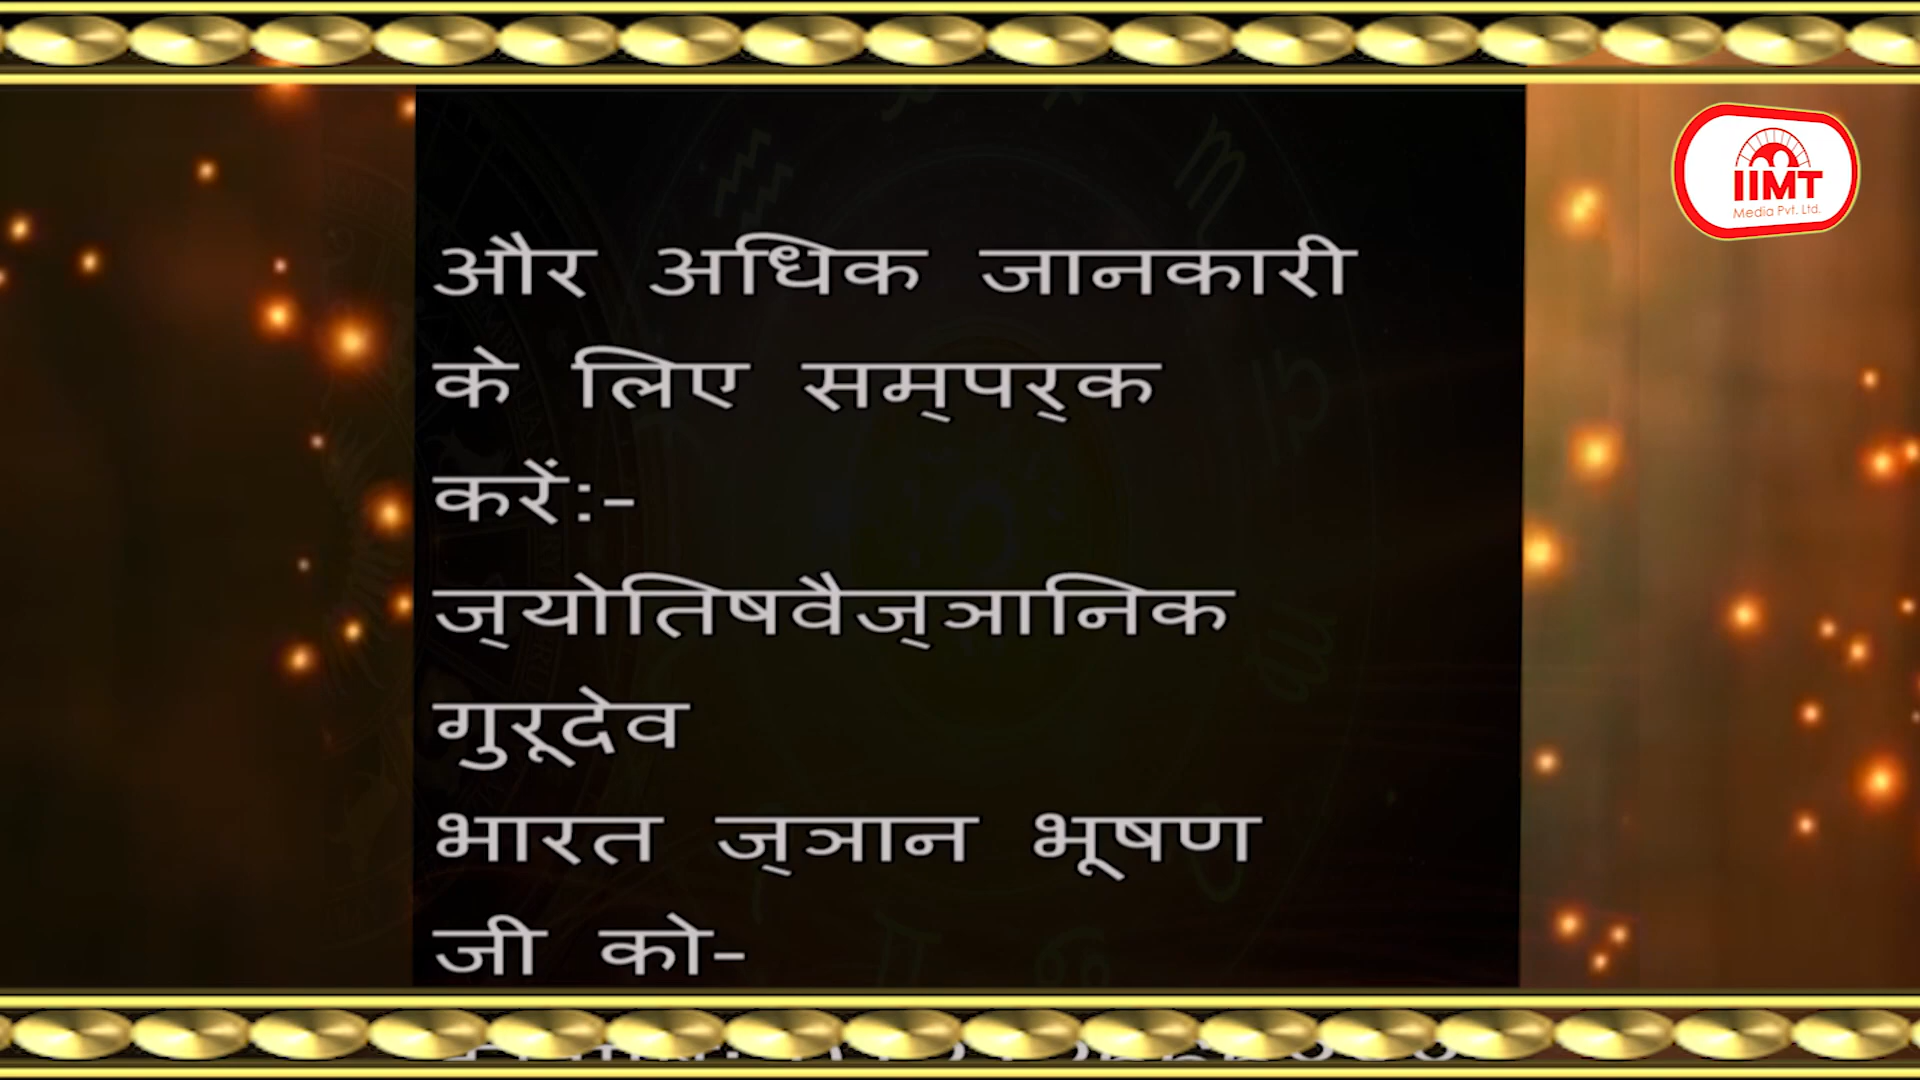 IIMT
Media Pvt. Ltd.
और अधिक जानकारी
के लिए सम्‌पर्‌क
करें:-
ज्‌योतिषवैज्‌ञानिक
गुरूदेव
भारत ज्‌ञान भूषण
जी को-